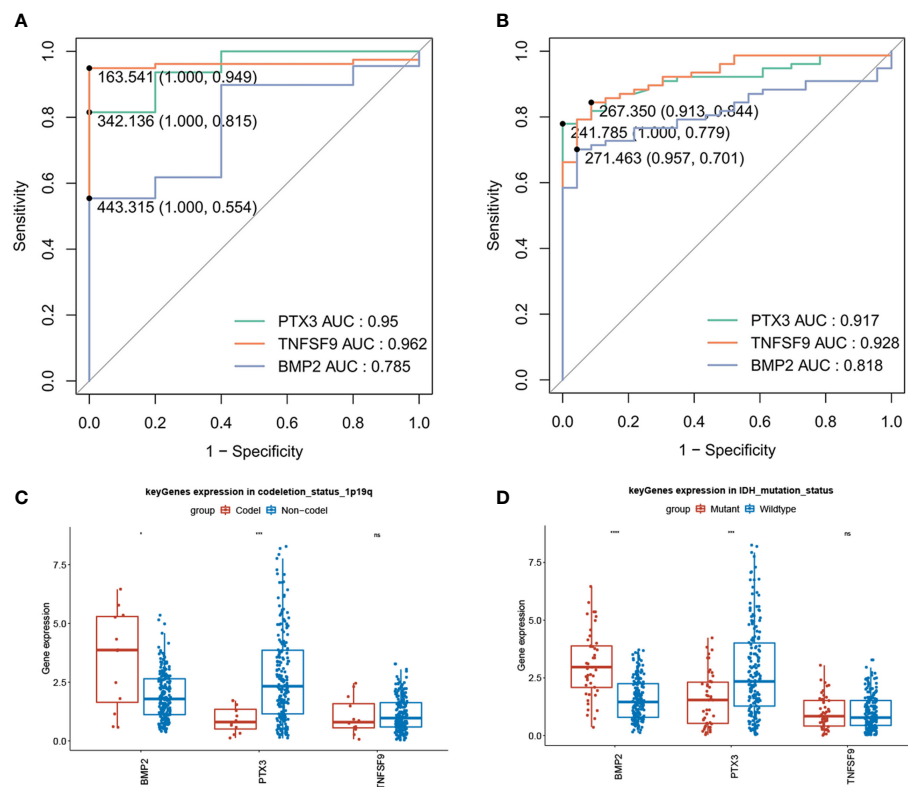 A
Sensitivity
1.0
0.8
0.6
0.4
0.2
0.0
163.541 (1.000, 0.949)
342.136 (1.000, 0.815)
443.315 (1.000, 0.554)
PTX3 AUC : 0.95
TNFSF9 AUC : 0.962
BMP2 AUC : 0.785
0.0 0.2 0.4 0.6 0.8 1.0
1 − Specificity
B
Sensitivity
1.0
0.8
0.6
0.4
0.2
0.0
267.350 (0.913, 0.844)
241.785 (1.000, 0.779)
271.463 (0.957, 0.701)
PTX3 AUC : 0.917
TNFSF9 AUC : 0.928
BMP2 AUC : 0.818
0.0 0.2 0.4 0.6 0.8 1.0
1 − Specificity
C
keyGenes expression in codeletion_status_1p19q
group Codel Non−codel
* *** ns
Gene expression
7.5
5.0
2.5
0.0
BMP2
PTX3
TNFSF9
D
keyGenes expression in IDH_mutation_status
group Mutant Wildtype
**** *** ns
Gene expression
7.5
5.0
2.5
0.0
BMP2
PTX3
TNFSF9